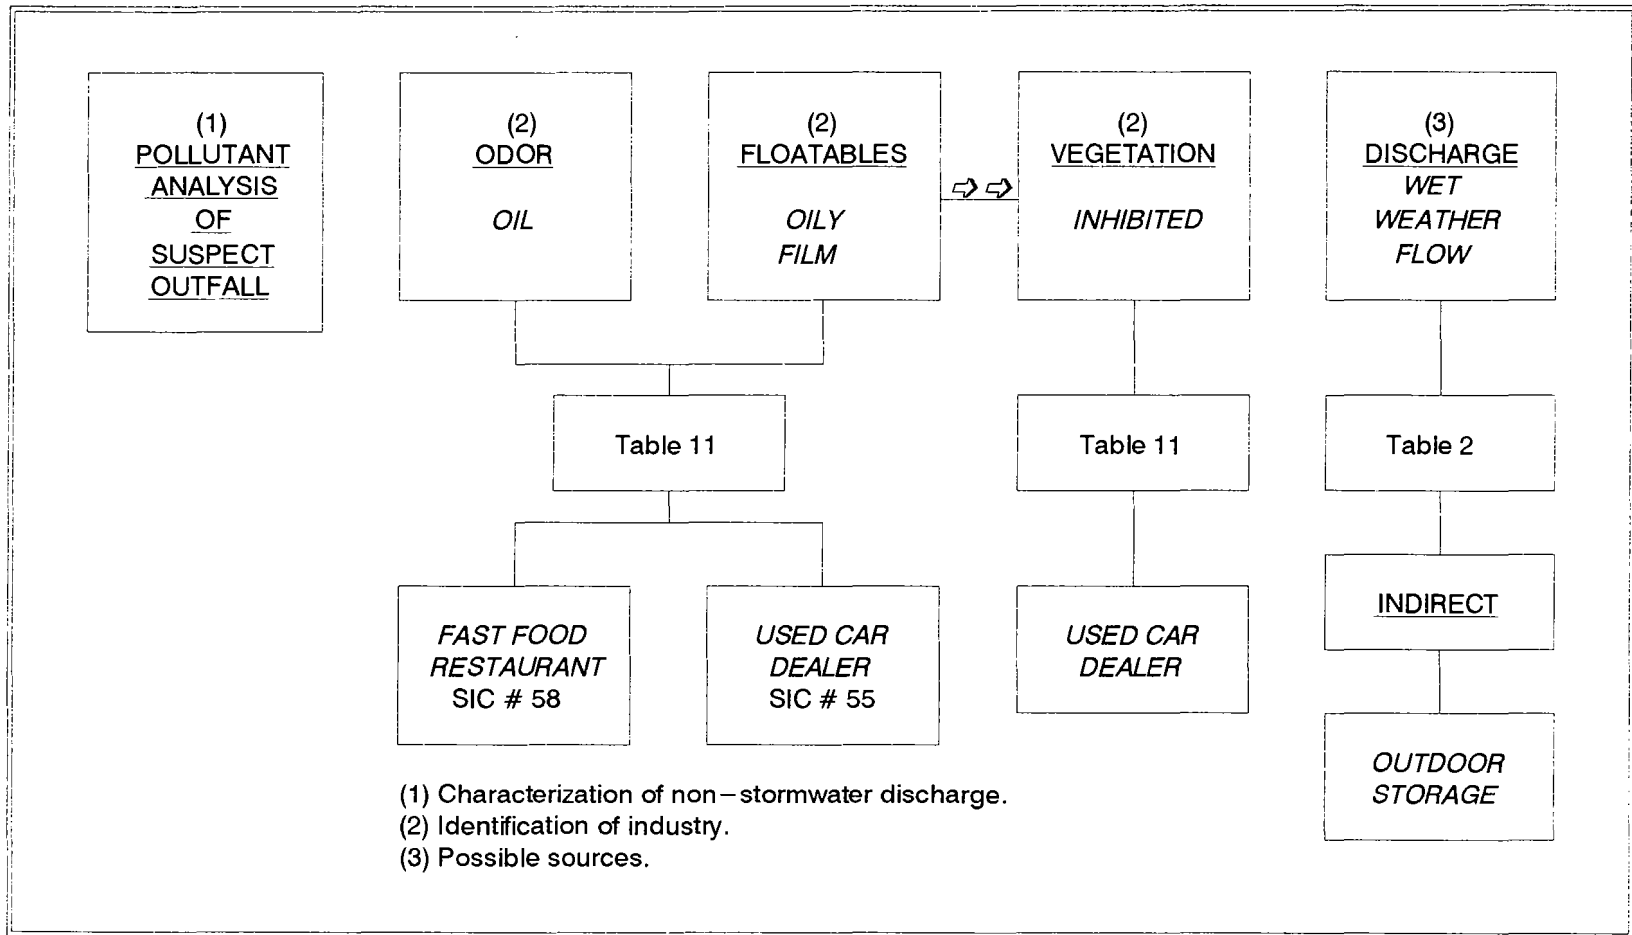 (1)
POLLUTANT
ANALYSIS
OF
SUSPECT
OUTFALL
(2)
ODOR
OIL
(2)
FLOATABLES
OILY
FILM
(2)
VEGETATION
INHIBITED
(3)
DISCHARGE
WET
WEATHER
FLOW
Table 11
Table 11
Table 2
FAST FOOD
RESTAURANT
SIC # 58
USED CAR
DEALER
SIC # 55
USED CAR
DEALER
INDIRECT
OUTDOOR
STORAGE
(1) Characterization of non-stormwater discharge.
(2) Identification of industry.
(3) Possible sources.